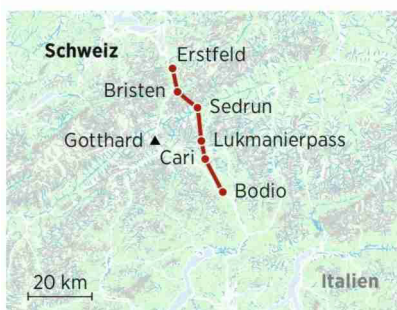 Schweiz
Erstfeld
Bristen
Sedrun
Gotthard
Lukmanierpass
Cari
Bodio
20 km
Italien